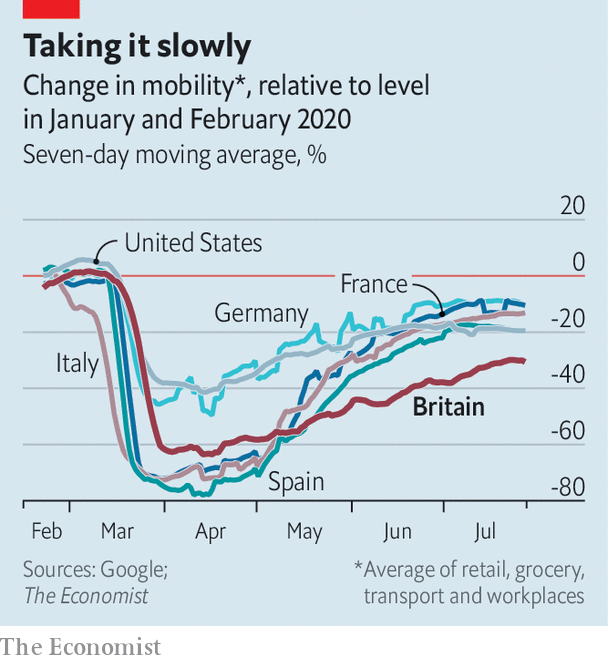 Taking it slowly
Change in mobility*, relative to level
in January and February 2020
Seven-day moving average, %
20
United States
0
France
Germany
-20
Italy
-40
Britain
-60
Spain
-80
Feb Mar Apr May Jun Jul
Sources: Google;
The Economist
*Average of retail, grocery,
transport and workplaces
The Economist